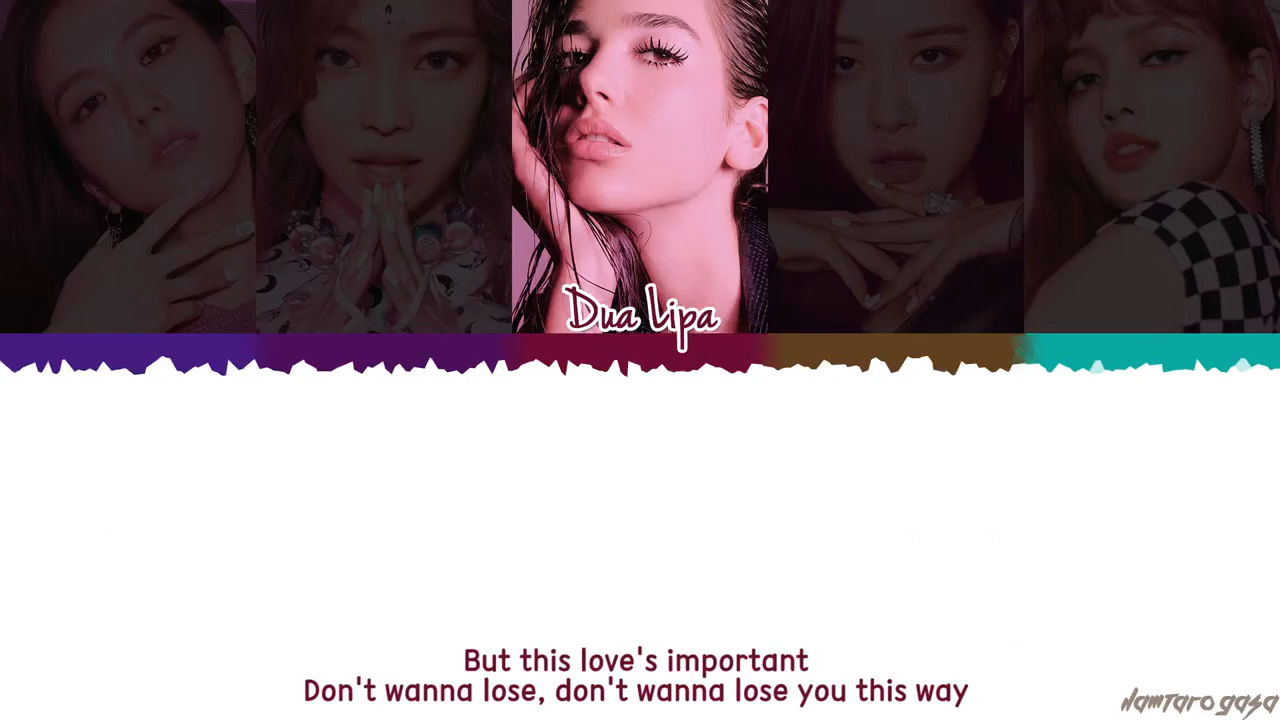 Dua Lipa
But this love's important
Don't wanna lose, don't wanna lose you this way
Namtaro gasa